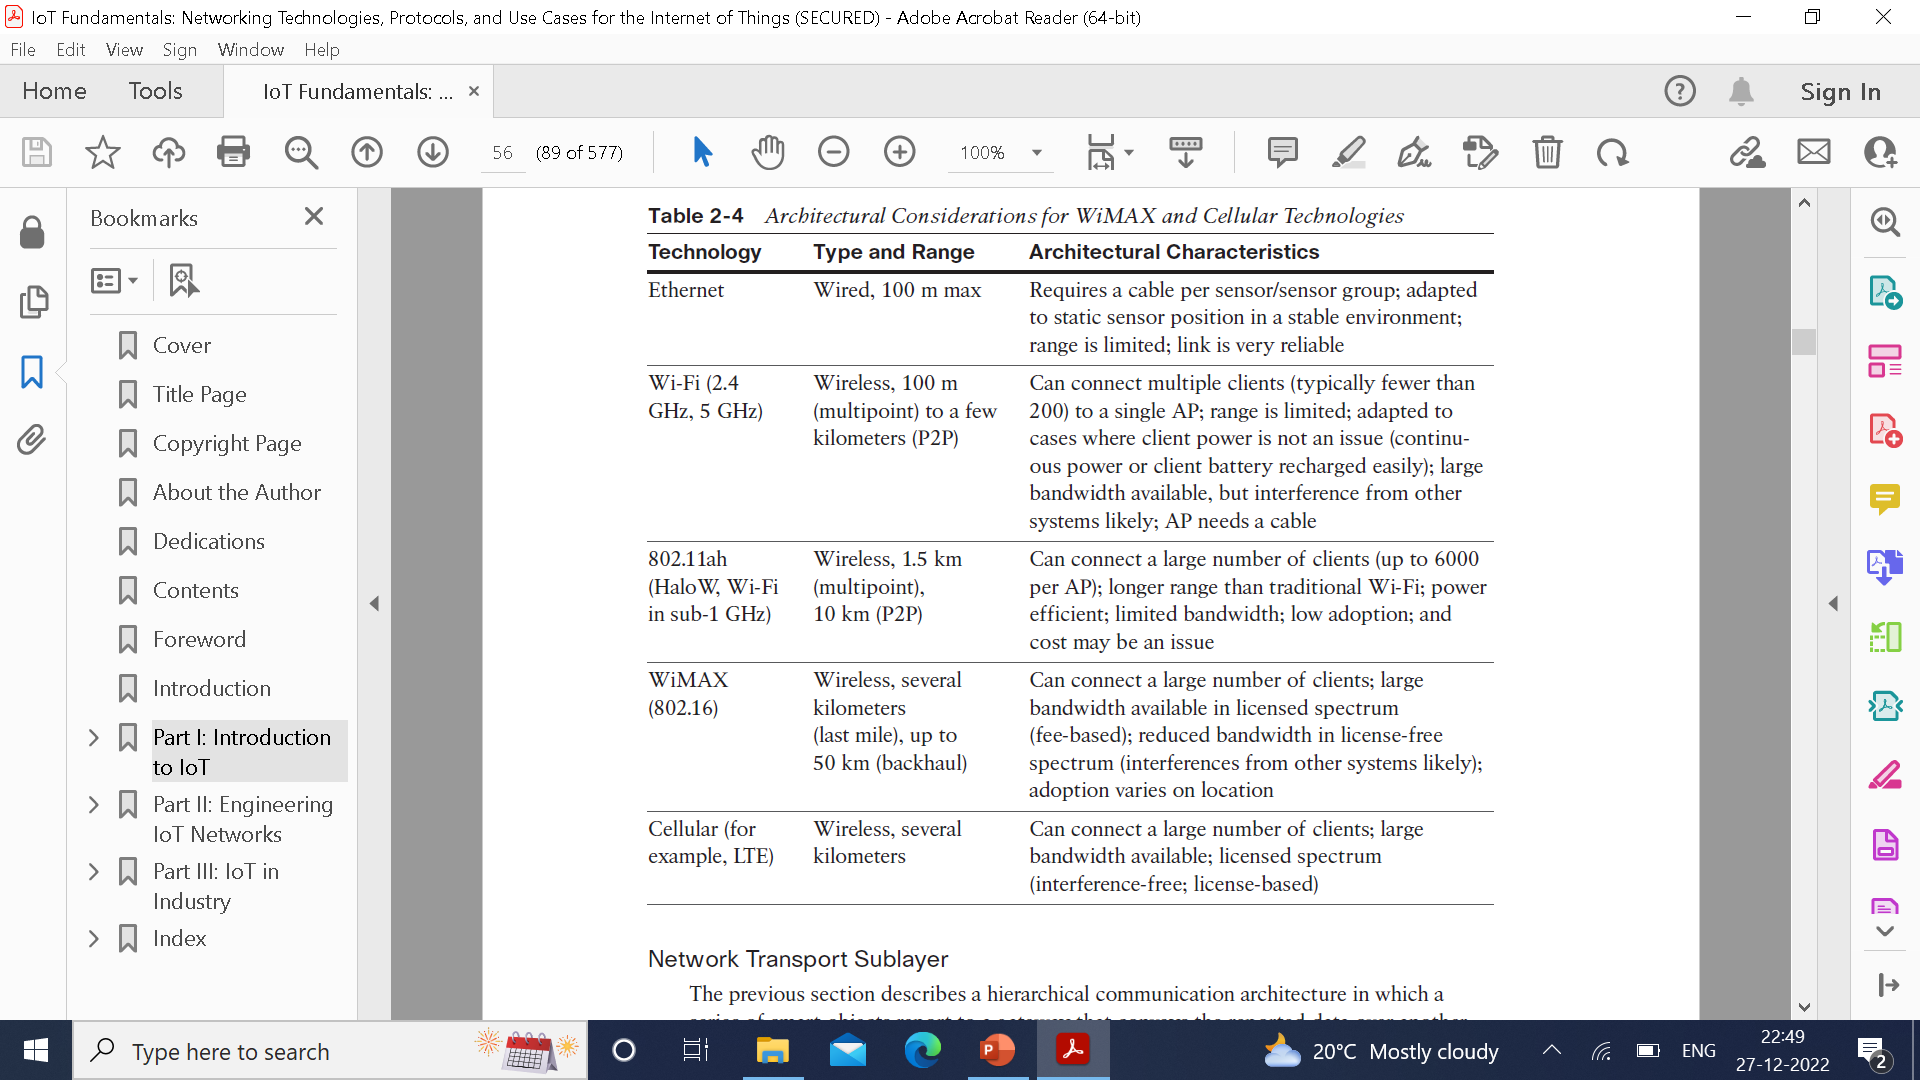 IoT Fundamentals: Networking Technologies, Protocols, and Use Cases for the Internet of Things (SECURED) - Adobe Acrobat Reader (64-bit)
File Edit View Sign Window Help
Home Tools IoT Fundamentals: ... × Sign In
56 (89 of 577) 100%
Bookmarks
Cover
Title Page
Copyright Page
About the Author
Dedications
Contents
Foreword
Introduction
Part I: Introduction
to IoT
Part II: Engineering
IoT Networks
Part III: IoT in
Industry
Index
Table 2-4 Architectural Considerations for WiMAX and Cellular Technologies
Technology Type and Range Architectural Characteristics
Ethernet Wired, 100 m max Requires a cable per sensor/sensor group; adapted
to static sensor position in a stable environment;
range is limited; link is very reliable
Wi-Fi (2.4 Wireless, 100 m Can connect multiple clients (typically fewer than
GHz, 5 GHz) (multipoint) to a few 200) to a single AP; range is limited; adapted to
kilometers (P2P) cases where client power is not an issue (continu-
ous power or client battery recharged easily); large
bandwidth available, but interference from other
systems likely; AP needs a cable
802.11ah Wireless, 1.5 km Can connect a large number of clients (up to 6000
(HaloW, Wi-Fi (multipoint), per AP); longer range than traditional Wi-Fi; power
in sub-1 GHz) 10 km (P2P) efficient; limited bandwidth; low adoption; and
cost may be an issue
WiMAX Wireless, several Can connect a large number of clients; large
(802.16) kilometers bandwidth available in licensed spectrum
(last mile), up to (fee-based); reduced bandwidth in license-free
50 km (backhaul) spectrum (interferences from other systems likely);
adoption varies on location
Cellular (for Wireless, several Can connect a large number of clients; large
example, LTE) kilometers bandwidth available; licensed spectrum
(interference-free; license-based)
Network Transport Sublayer
The previous section describes a hierarchical communication architecture in which a
Type here to search
20°C Mostly cloudy ENG 22:49
27-12-2022
2